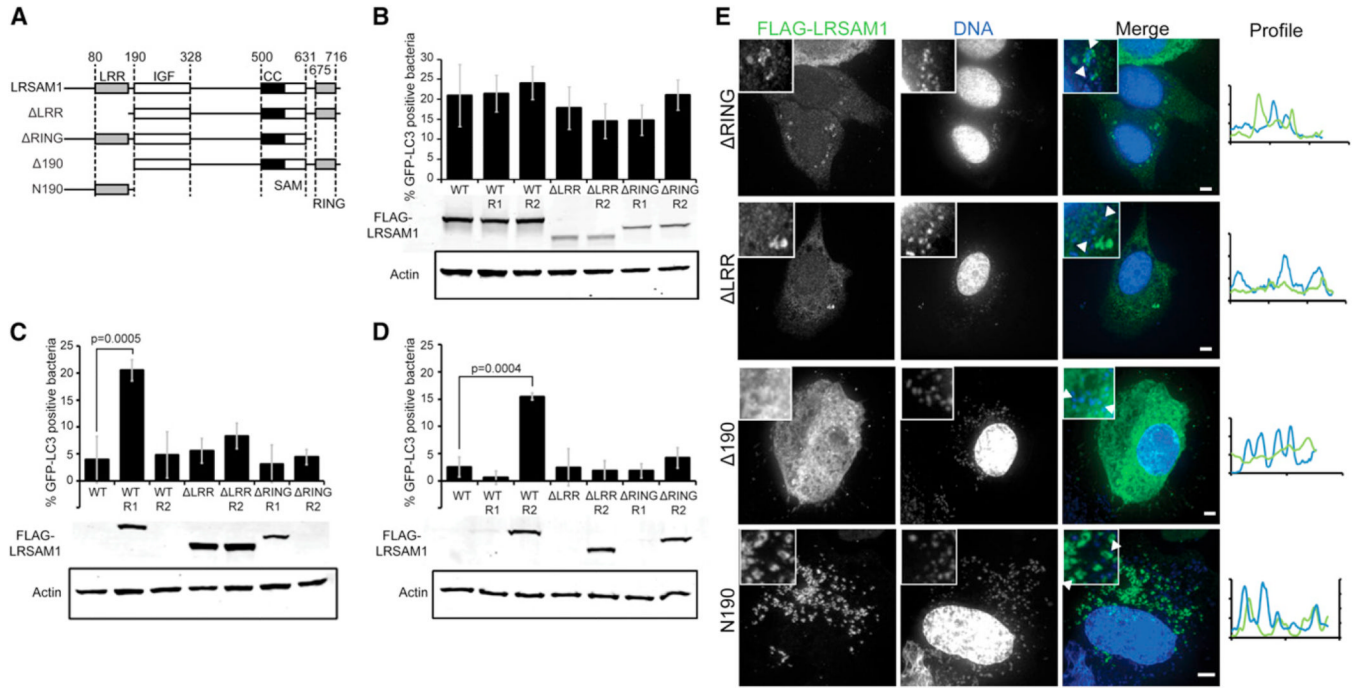 A
80 190 328 500 631 716
675
LRR IGF CC
LRSAM1
ΔLRR
ΔRING
Δ190
N190
SAM
RING
B
% GFP-LC3 positive bacteria
35
30
25
20
15
10
5
0
WT WT R1 WT R2 ΔLRR ΔLRR R2 ΔRING R1 ΔRING R2
FLAG-
LRSAM1
Actin
C
% GFP-LC3 positive bacteria
25
20
15
10
5
0
p=0.0005
WT WT R1 WT R2 ΔLRR ΔLRR R2 ΔRING R1 ΔRING R2
FLAG-
LRSAM1
Actin
D
% GFP-LC3 positive bacteria
25
20
15
10
5
0
p=0.0004
WT WT R1 WT R2 ΔLRR ΔLRR R2 ΔRING R1 ΔRING R2
FLAG-
LRSAM1
Actin
E
FLAG-LRSAM1 DNA Merge Profile
ΔRING
ΔLRR
Δ190
N190